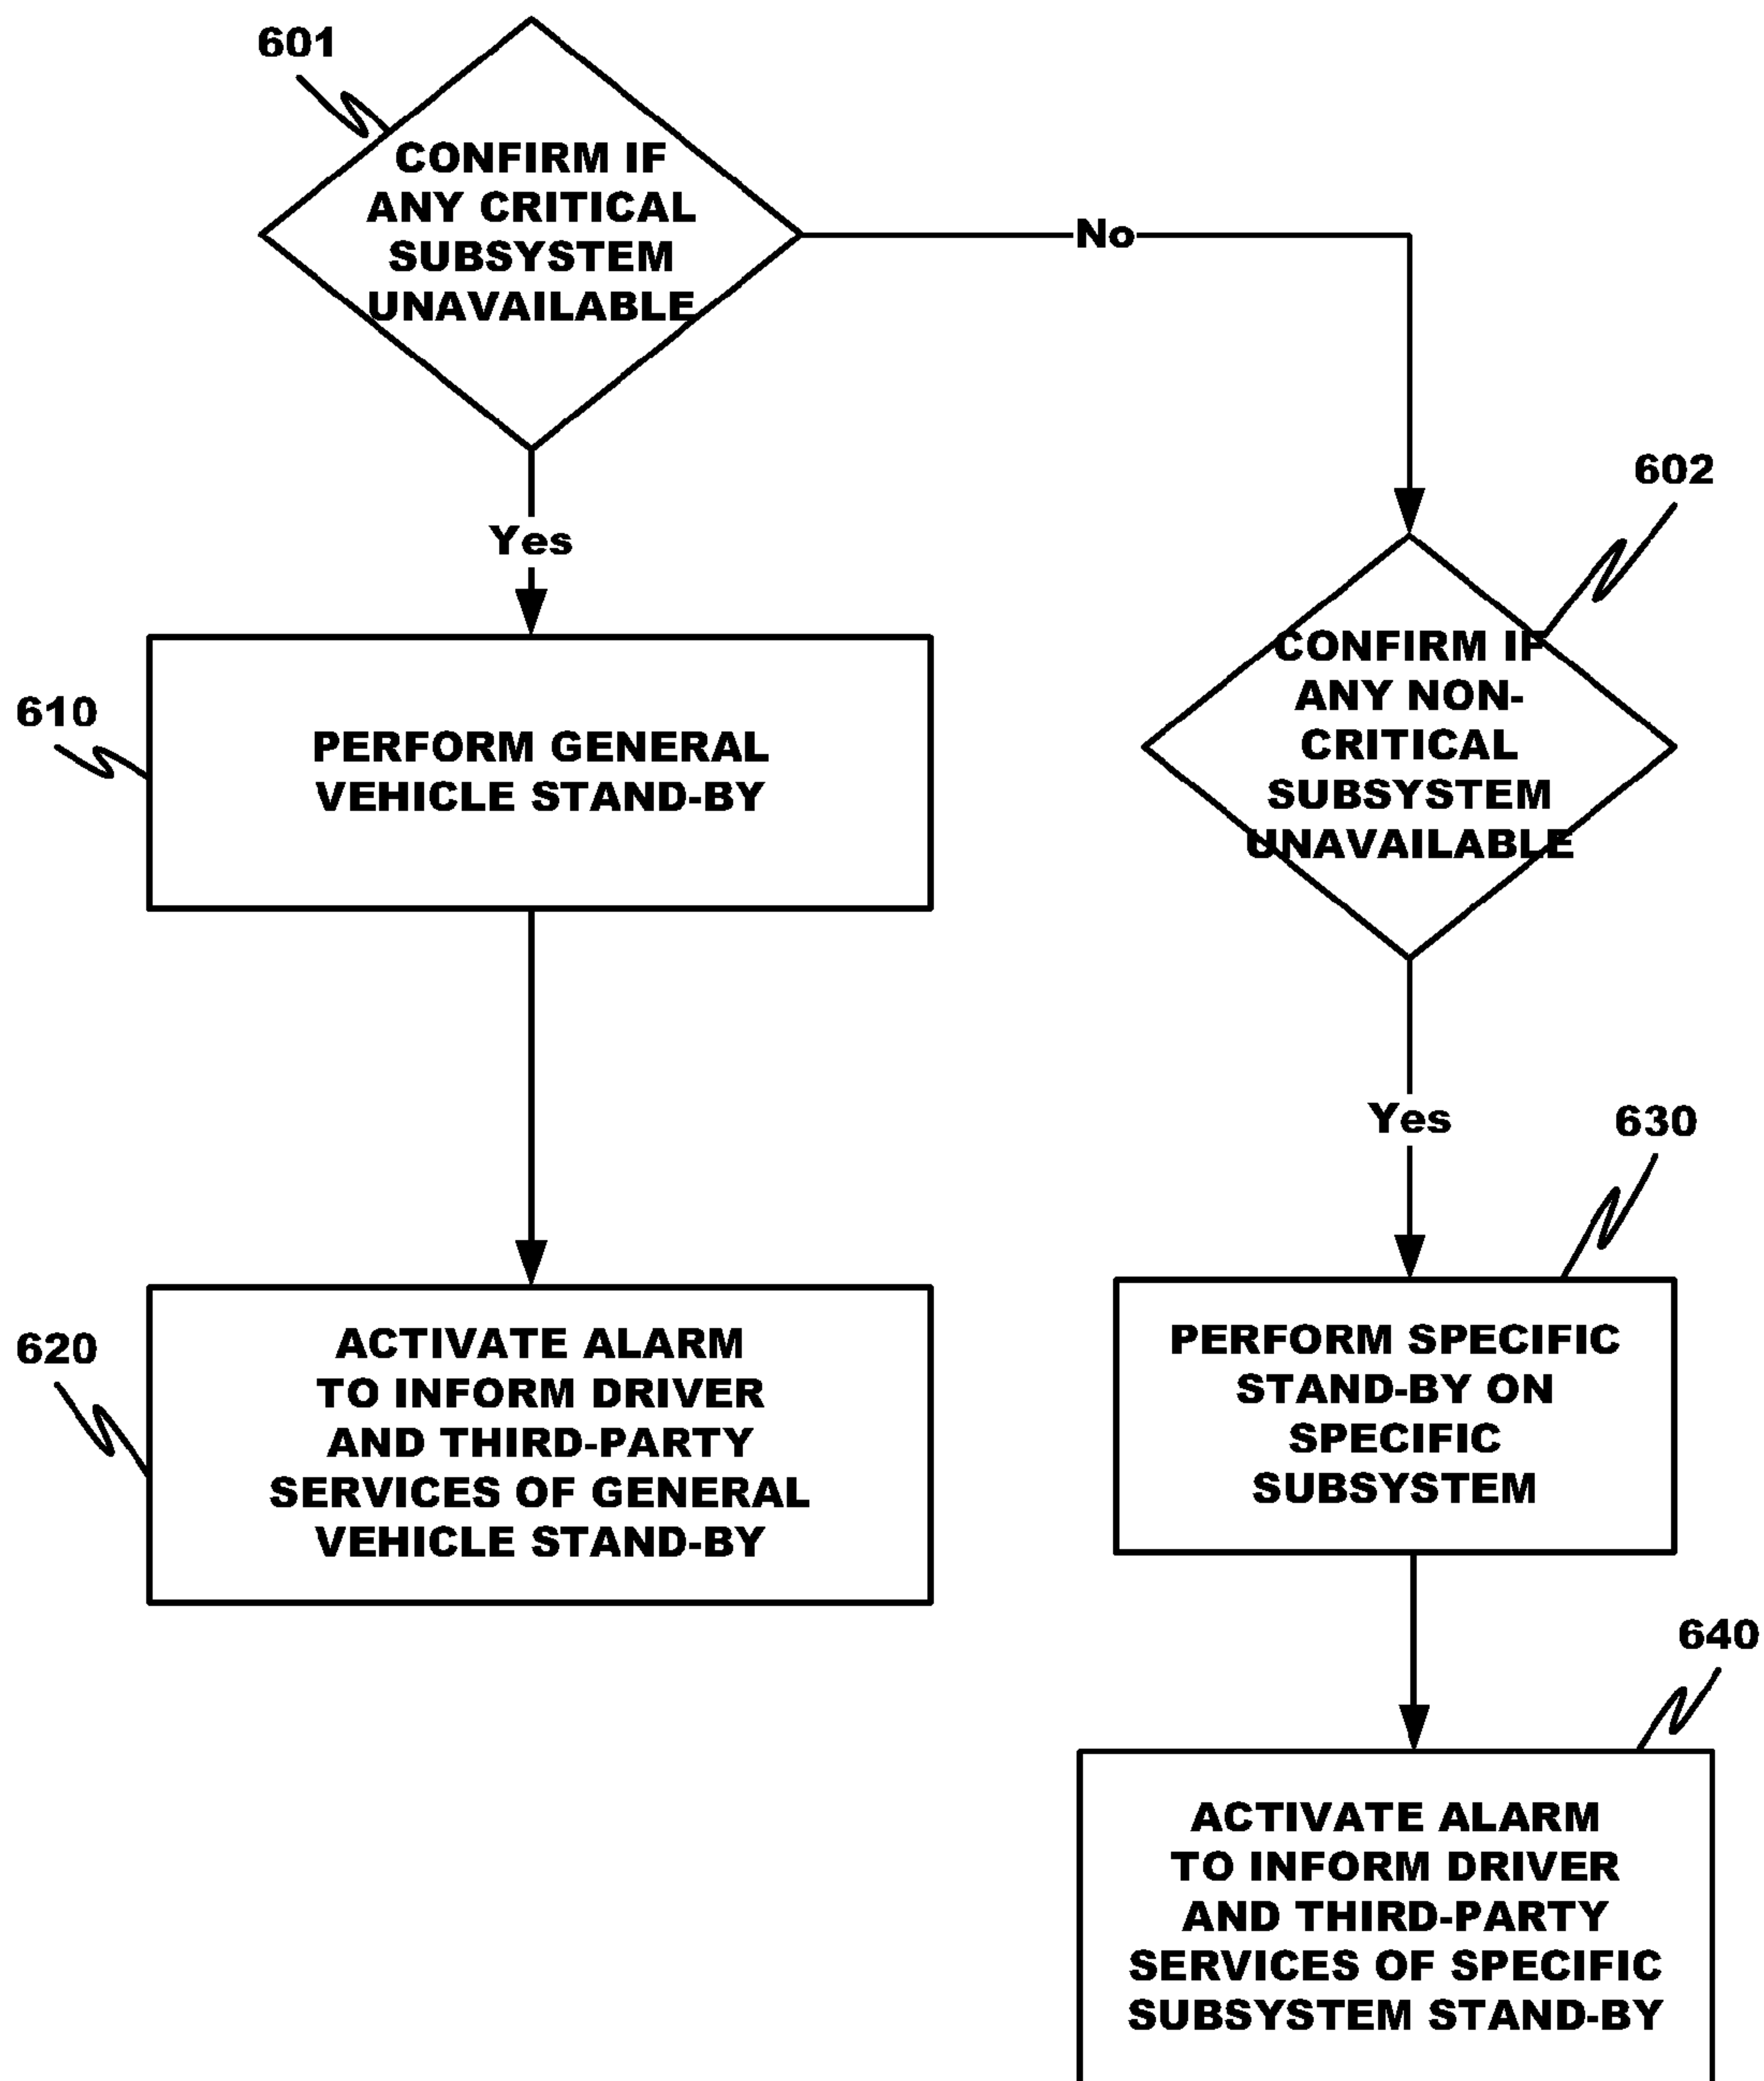 601
CONFIRM IF
ANY CRITICAL
SUBSYSTEM
UNAVAILABLE
No
Yes
602
CONFIRM IF
ANY NON-
CRITICAL
SUBSYSTEM
UNAVAILABLE
610
PERFORM GENERAL
VEHICLE STAND-BY
Yes
630
620
ACTIVATE ALARM
TO INFORM DRIVER
AND THIRD-PARTY
SERVICES OF GENERAL
VEHICLE STAND-BY
PERFORM SPECIFIC
STAND-BY ON
SPECIFIC
SUBSYSTEM
640
ACTIVATE ALARM
TO INFORM DRIVER
AND THIRD-PARTY
SERVICES OF SPECIFIC
SUBSYSTEM STAND-BY